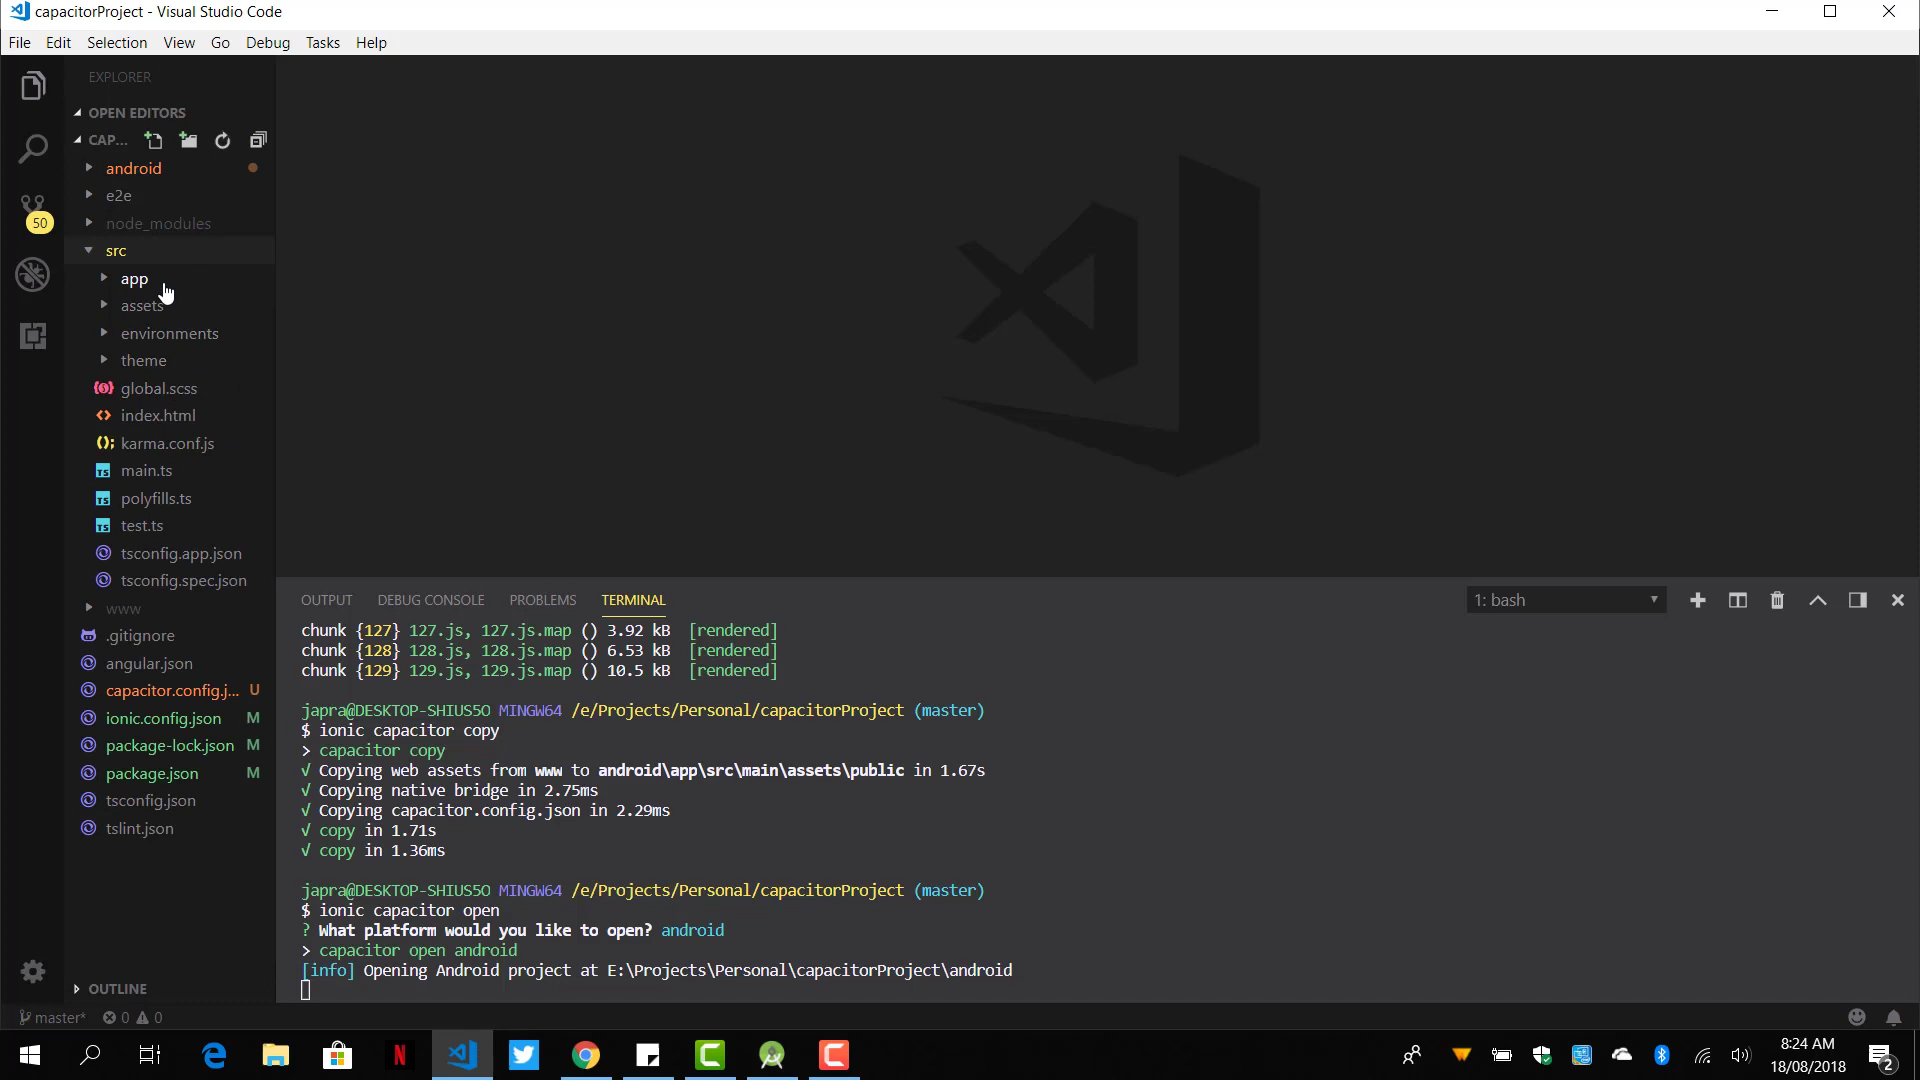 capacitorProject - Visual Studio Code
File Edit Selection View Go Debug Tasks Help
EXPLORER
OPEN EDITORS
CAP...
android
e2e
node_modules
50
src
app
assets
environments
theme
global.scss
index.html
karma.conf.js
TS main.ts
TS polyfills.ts
TS test.ts
tsconfig.app.json
tsconfig.spec.json
www
.gitignore
angular.json
capacitor.config.j... U
ionic.config.json M
package-lock.json M
package.json M
tsconfig.json
tslint.json
OUTLINE
OUTPUT DEBUG CONSOLE PROBLEMS TERMINAL 1: bash
chunk {127} 127.js, 127.js.map () 3.92 kB [rendered]
chunk {128} 128.js, 128.js.map () 6.53 kB [rendered]
chunk {129} 129.js, 129.js.map () 10.5 kB [rendered]
japra@DESKTOP-SHIUS5O MINGW64 /e/Projects/Personal/capacitorProject (master)
$ ionic capacitor copy
> capacitor copy
√ Copying web assets from www to android\app\src\main\assets\public in 1.67s
√ Copying native bridge in 2.75ms
√ Copying capacitor.config.json in 2.29ms
√ copy in 1.71s
√ copy in 1.36ms
japra@DESKTOP-SHIUS5O MINGW64 /e/Projects/Personal/capacitorProject (master)
$ ionic capacitor open
? What platform would you like to open? android
> capacitor open android
[info] Opening Android project at E:\Projects\Personal\capacitorProject\android
master* 0 0
8:24 AM
18/08/2018
2